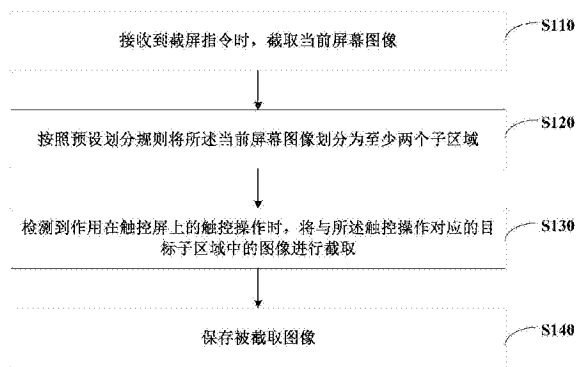 接收到截屏指令时，截取当前屏幕图像
S110
按照预设划分规则将所述当前屏幕图像划分为至少两个子区域
S120
检测到作用在触控屏上的触控操作时，将与所述触控操作对应的目
标子区域中的图像进行截取
S130
保存被截取图像
S140